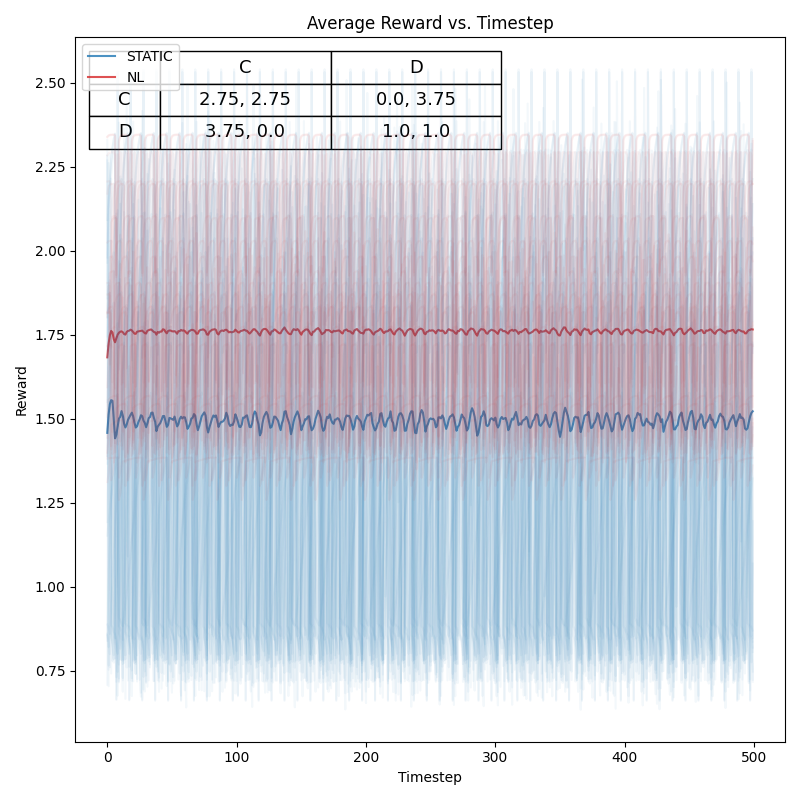 Average Reward vs. Timestep
STATIC
NL
C D
C 2.75, 2.75 0.0, 3.75
D 3.75, 0.0 1.0, 1.0
2.50
2.25
2.00
1.75
1.50
1.25
1.00
0.75
Reward
0 100 200 300 400 500
Timestep